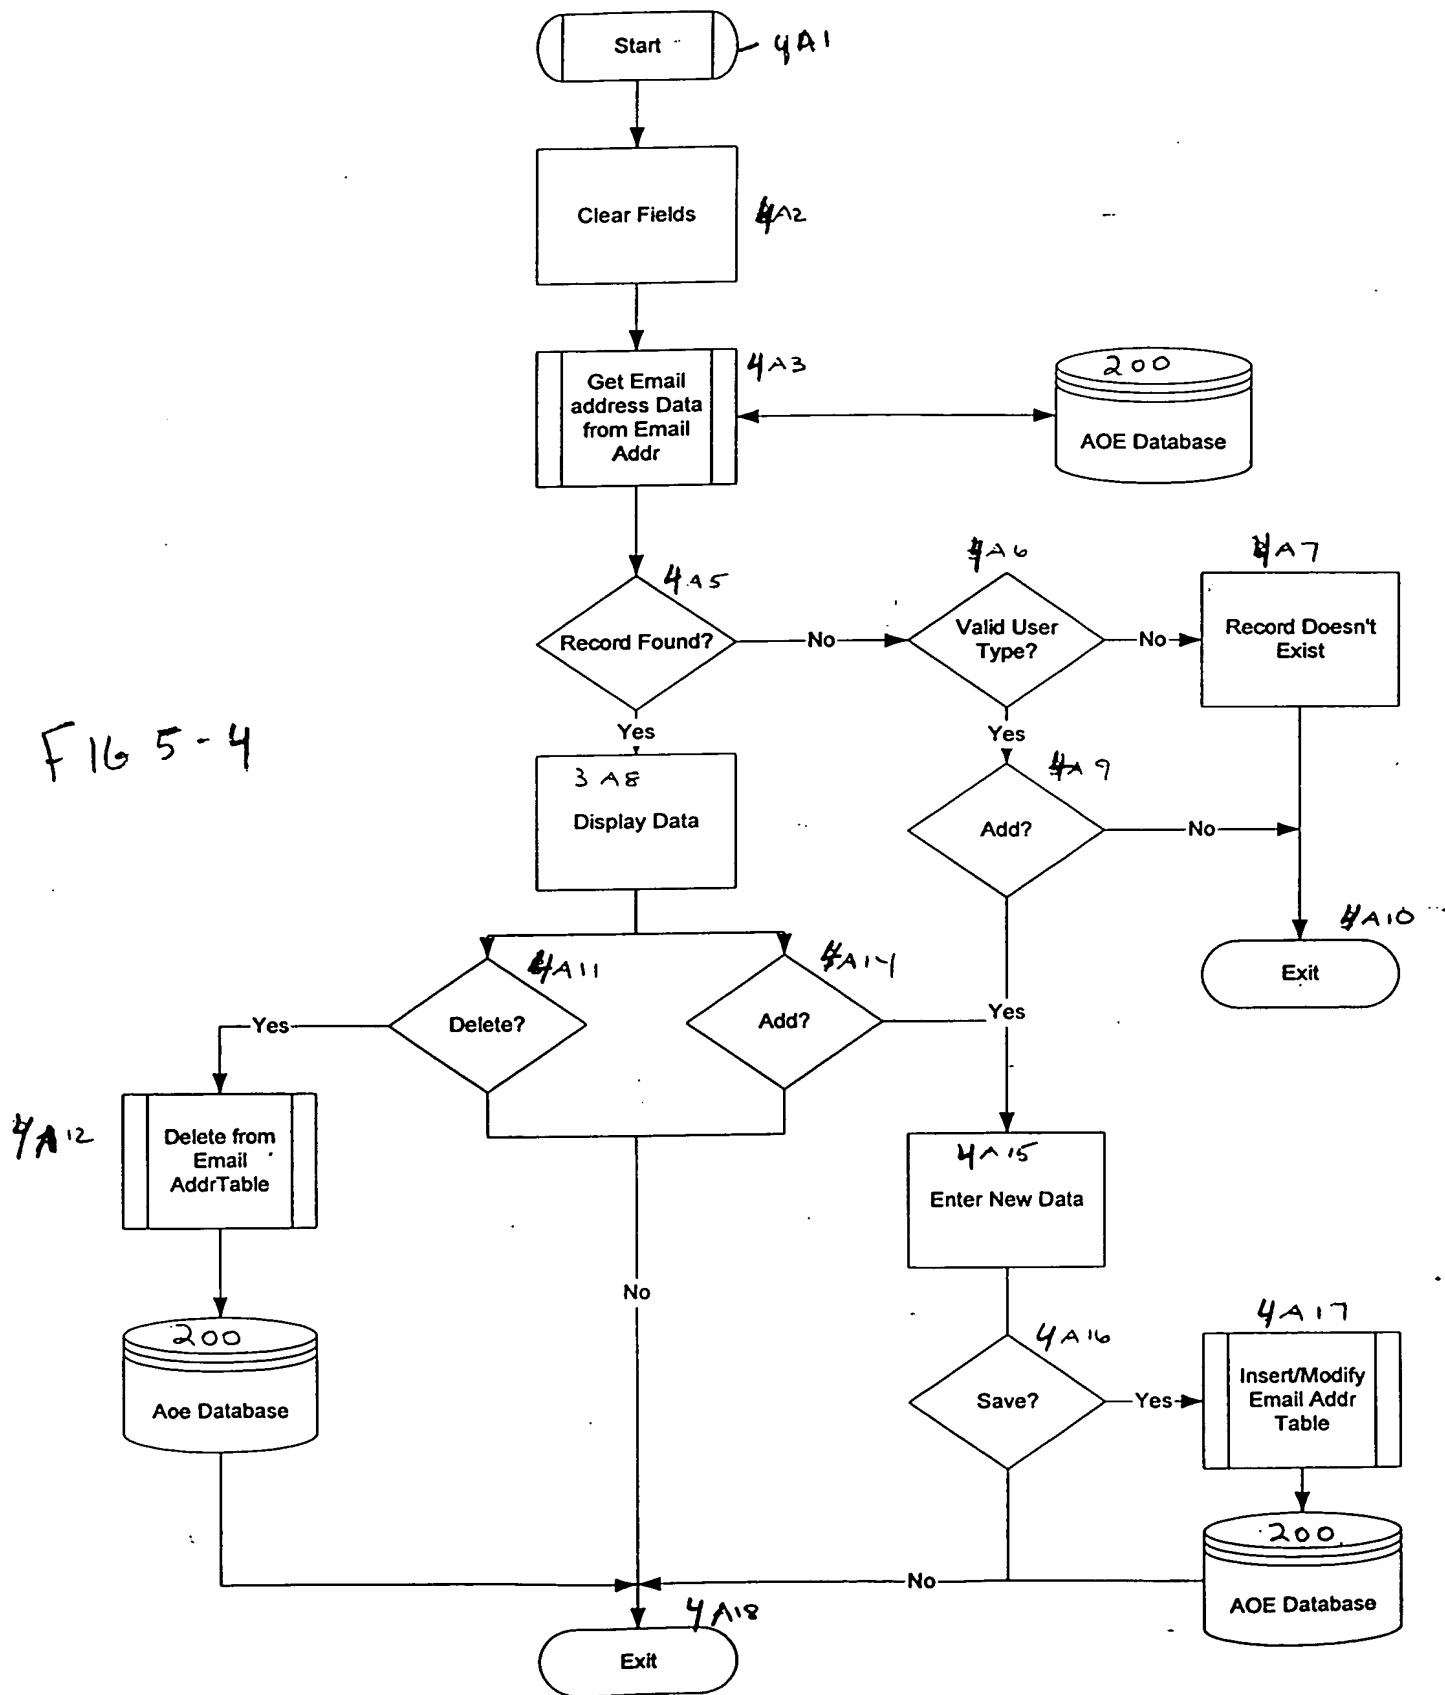 Start
4A1
Clear Fields
4A2
Get Email
address Data
from Email
Addr
4A3
200
AOE Database
Record Found?
4A5
No
Valid User
Type?
4A6
No
4A7
Record Doesn't
Exist
FIG 5-4
Yes
Yes
3A8
Display Data
4A9
Add?
No
4A10
Exit
4A11
Delete?
Yes
4A14
Add?
Yes
4A12
Delete from
Email
AddrTable
4A15
Enter New Data
No
200
Aoe Database
4A16
Save?
Yes
4A17
Insert/Modify
Email Addr
Table
200
AOE Database
No
4A18
Exit